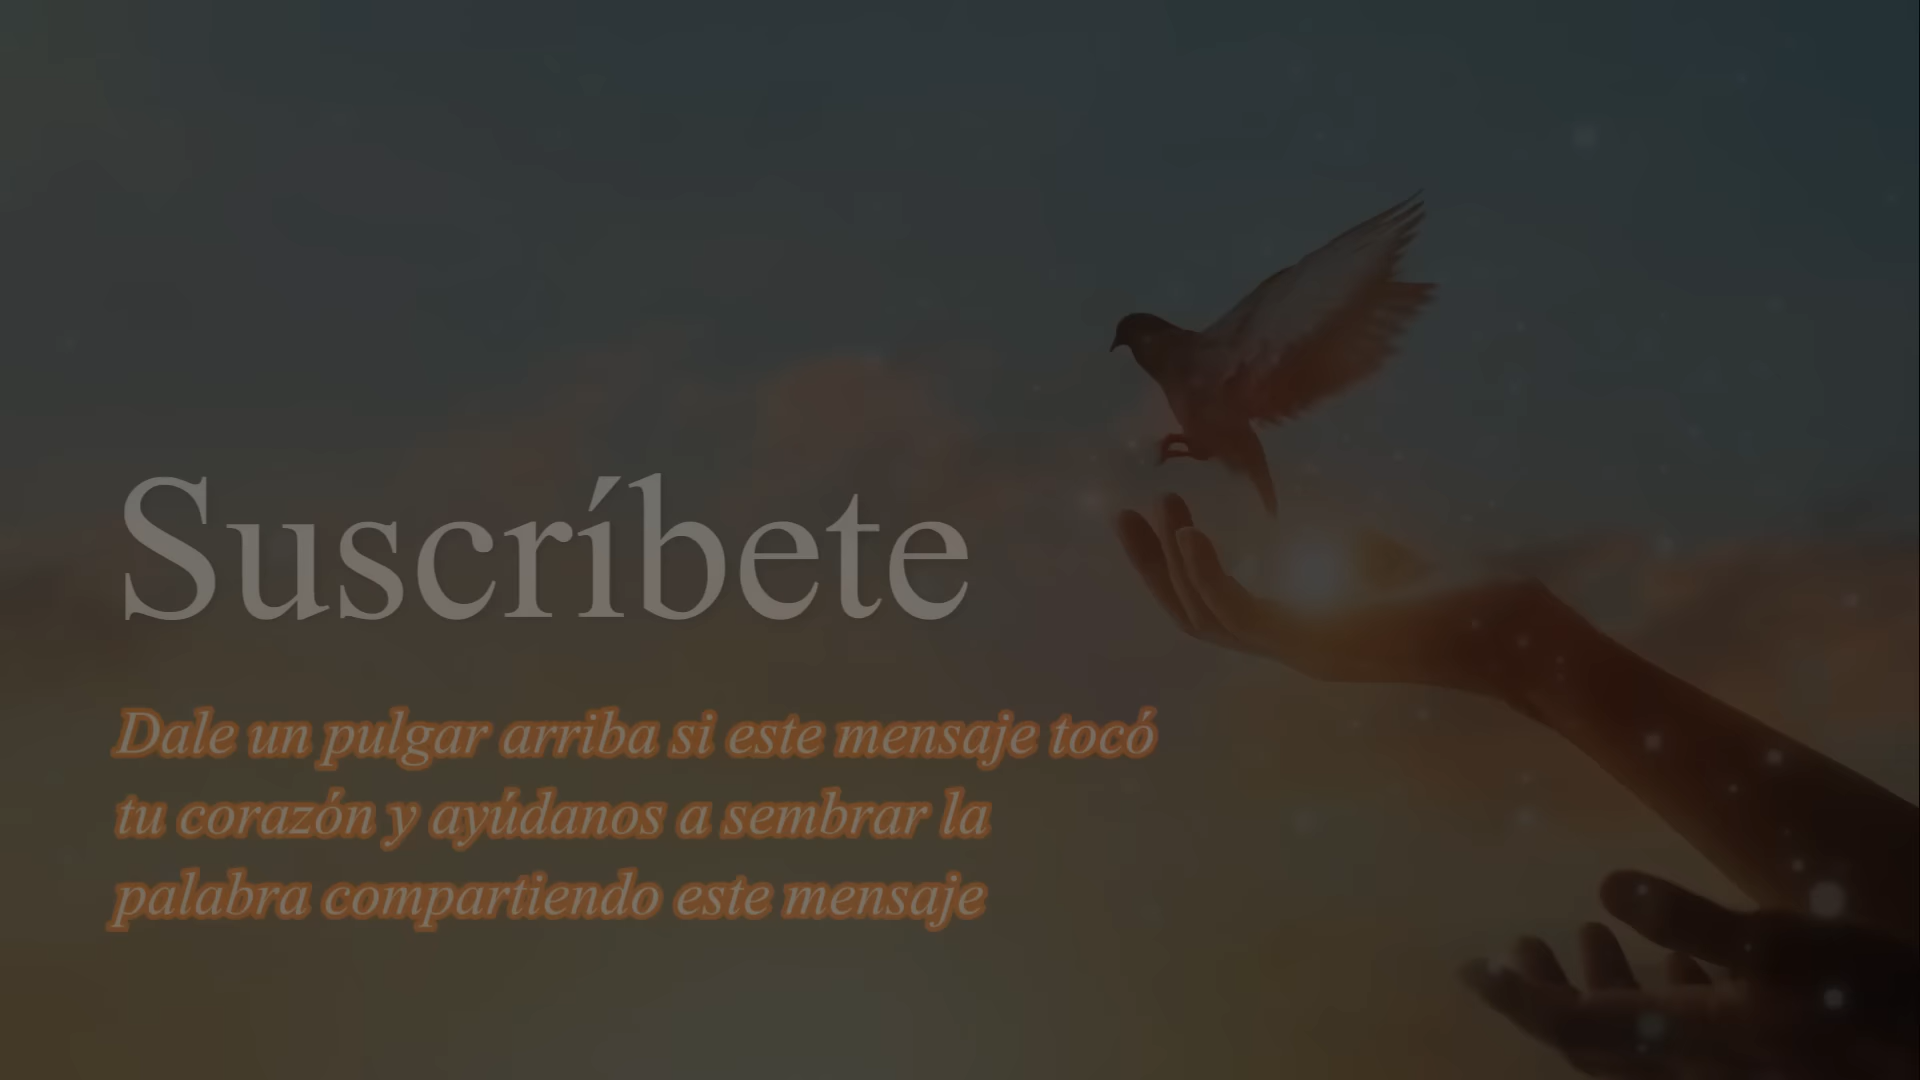 Suscríbete
Dale un pulgar arriba si este mensaje tocó
tu corazón y ayúdanos a sembrar la
palabra compartiendo este mensaje